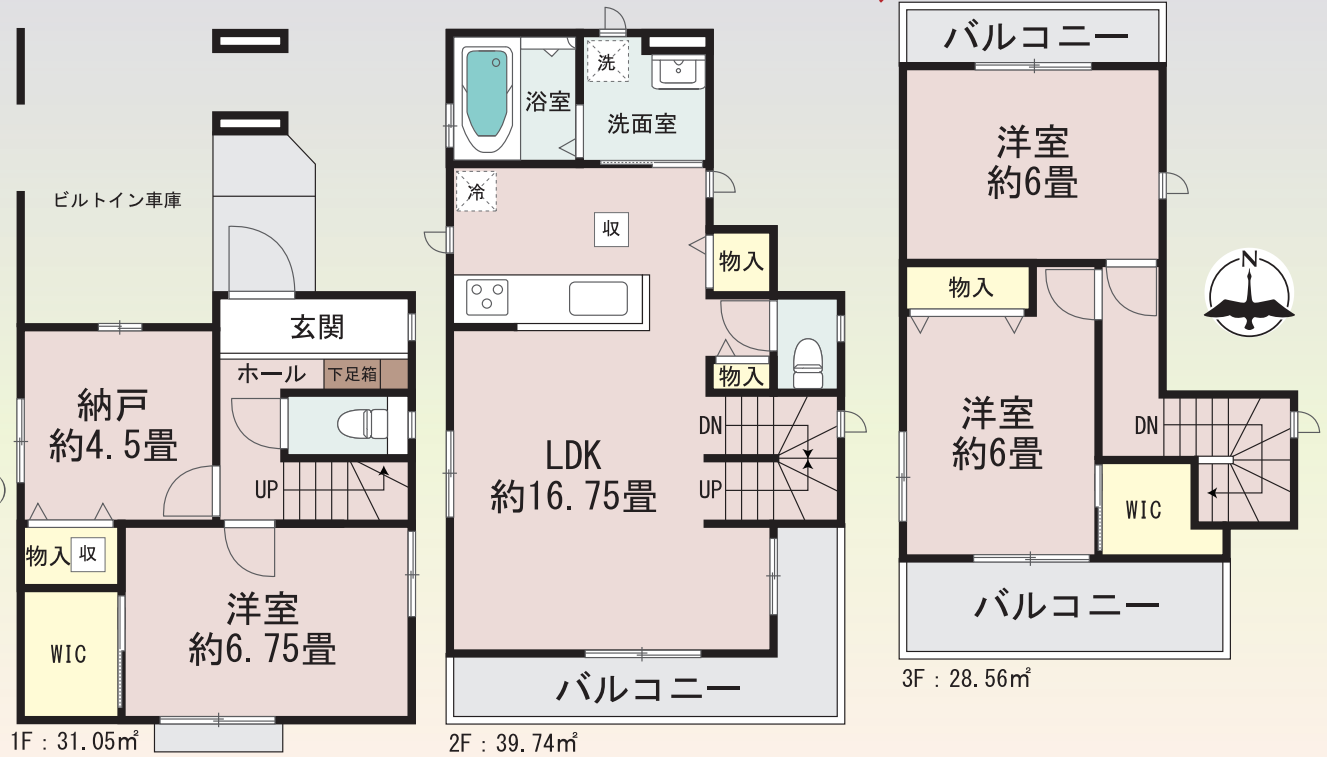 ビルトイン車庫
玄関
ホール
下足箱
納戸
約4.5畳
UP
物入
収
WIC
洋室
約6.75畳
1F：31.05㎡
浴室
洗
洗面室
冷
収
物入
物入
DN
UP
LDK
約16.75畳
バルコニー
2F：39.74㎡
バルコニー
洋室
約6畳
N
物入
洋室
約6畳
DN
WIC
バルコニー
3F：28.56㎡